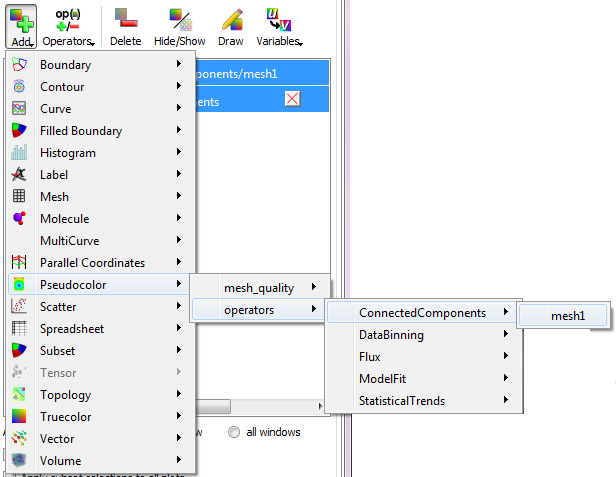 op()
+/-
Add Operators Delete Hide/Show Draw Variables
ponents/mesh1
ents
Boundary
Contour
Curve
Filled Boundary
Histogram
Label
Mesh
Molecule
MultiCurve
Parallel Coordinates
Pseudocolor
mesh_quality
operators
ConnectedComponents
mesh1
DataBinning
Flux
ModelFit
StatisticalTrends
Scatter
Spreadsheet
Subset
Tensor
Topology
Truecolor
Vector
Volume
w all windows